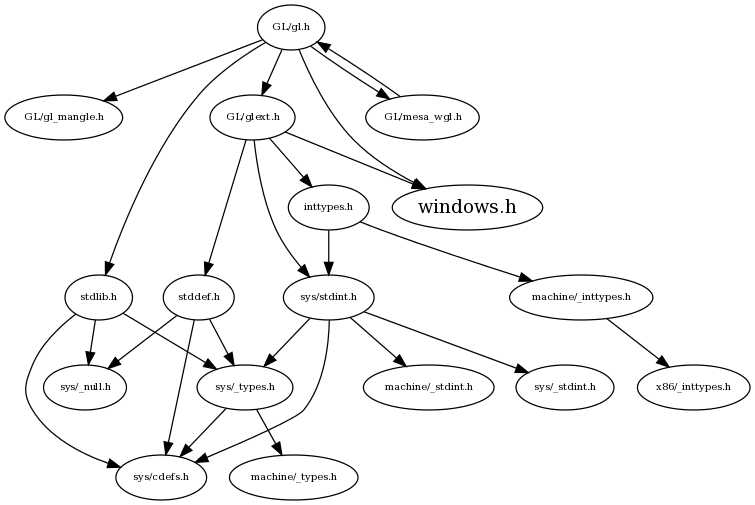 GL/gl.h
GL/gl_mangle.h
GL/glext.h
GL/mesa_wgl.h
inttypes.h
windows.h
stdlib.h
stddef.h
sys/stdint.h
machine/_inttypes.h
sys/_null.h
sys/_types.h
machine/_stdint.h
sys/_stdint.h
x86/_inttypes.h
sys/cdefs.h
machine/_types.h